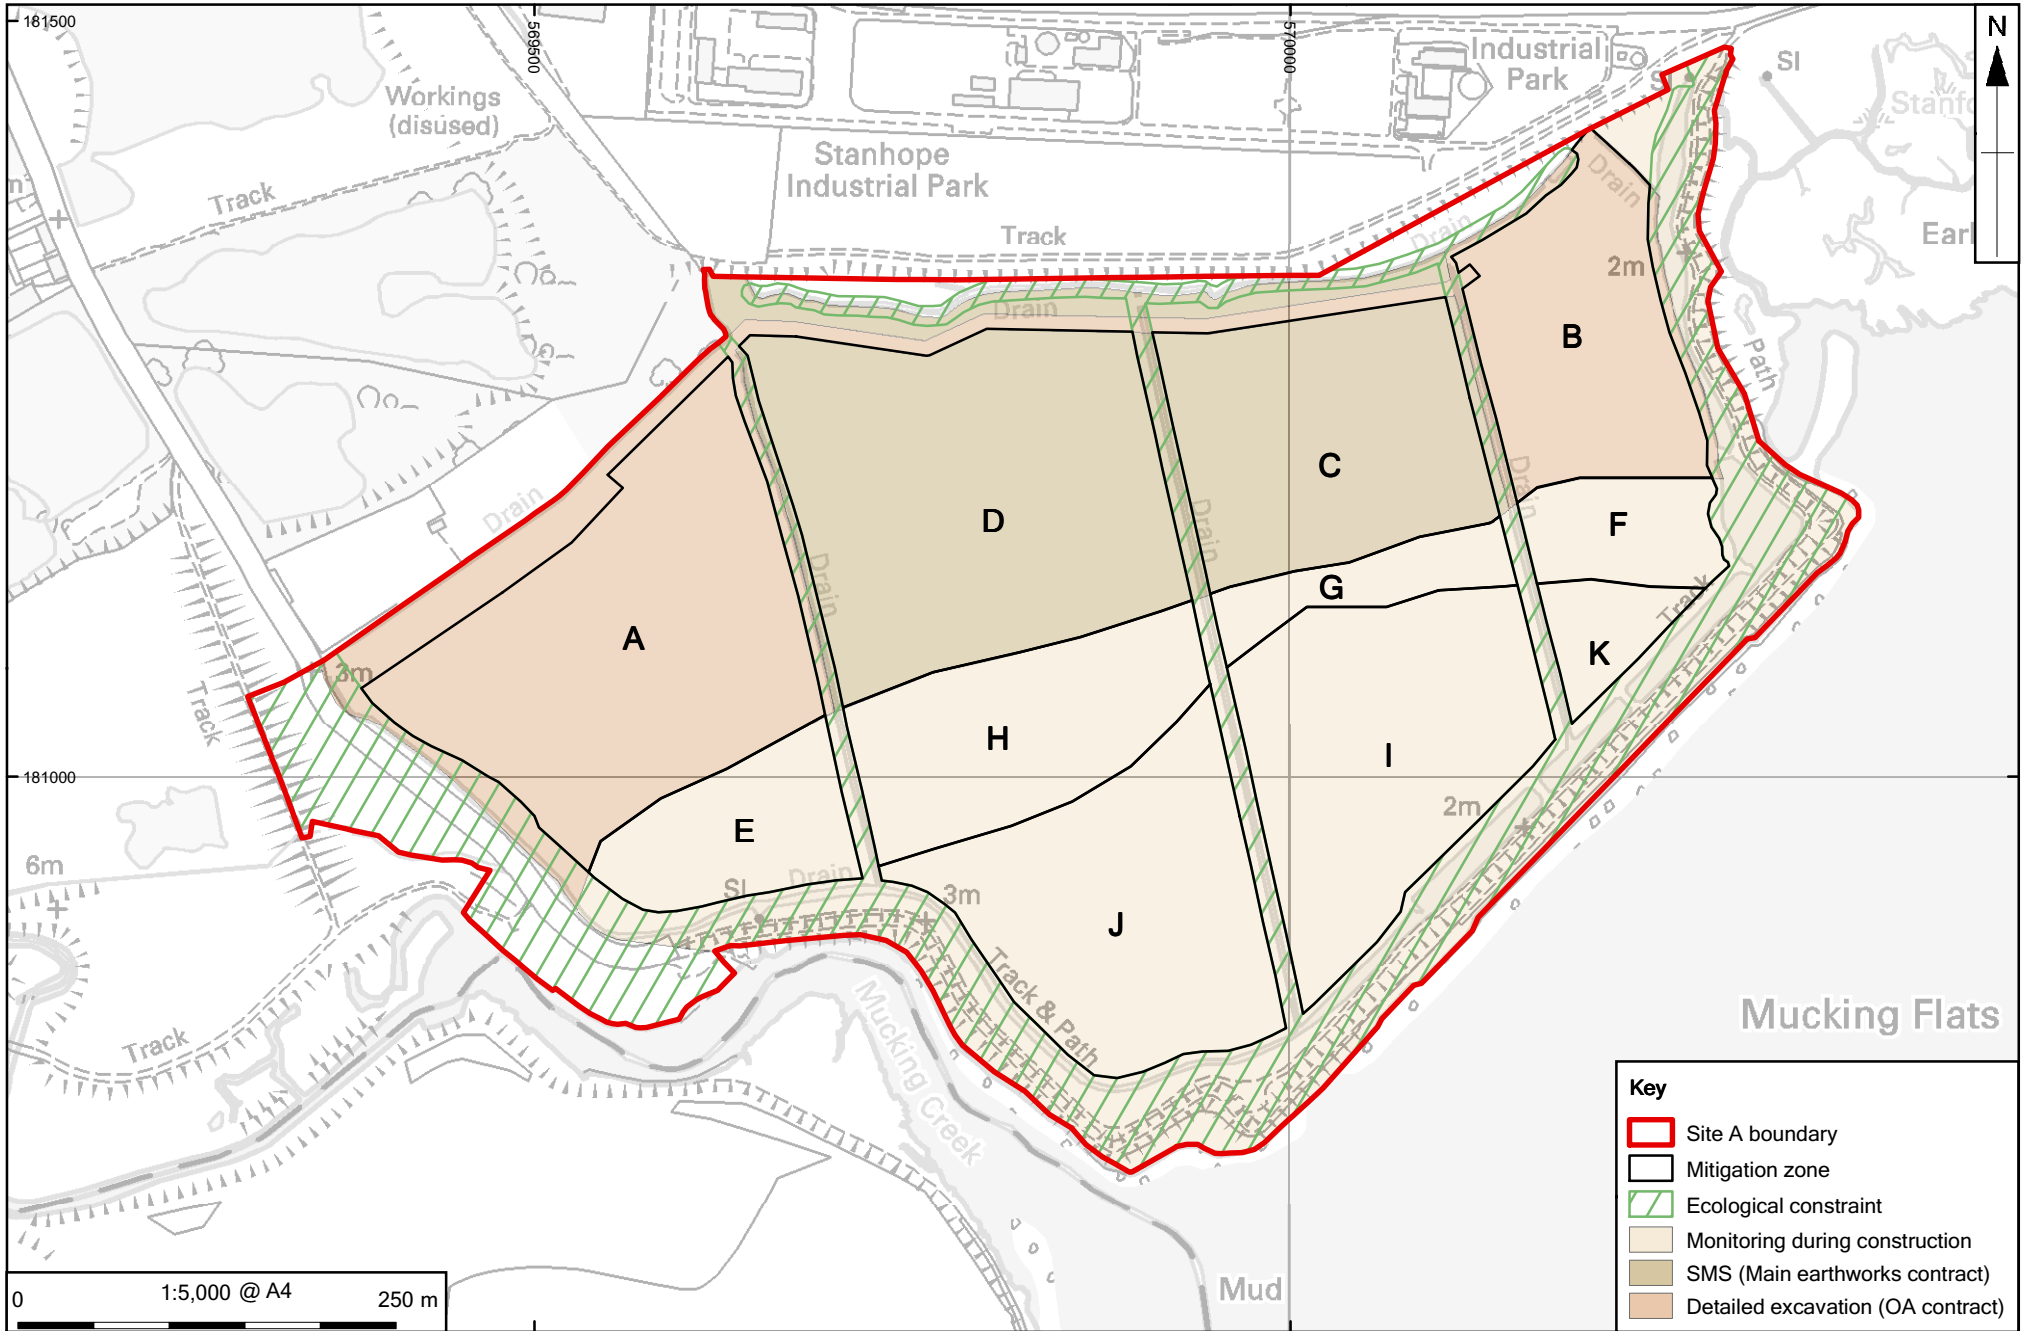 181500
569500
570000
N
Industrial
Park
SI
Stanfo
Workings
(disused)
Stanhope
Industrial Park
Track
Track
Drain
Drain
Earl
2m
Drain
B
Path
C
D
Drain
Drain
Drain
Drain
F
G
A
Track
K
3m
Track
H
I
181000
2m
E
6m
SI
Drain
3m
J
Track & Path
Mucking Creek
Track
Mucking Flats
Mud
Key
Site A boundary
Mitigation zone
Ecological constraint
Monitoring during construction
SMS (Main earthworks contract)
Detailed excavation (OA contract)
1:5,000 @ A4
0
250 m